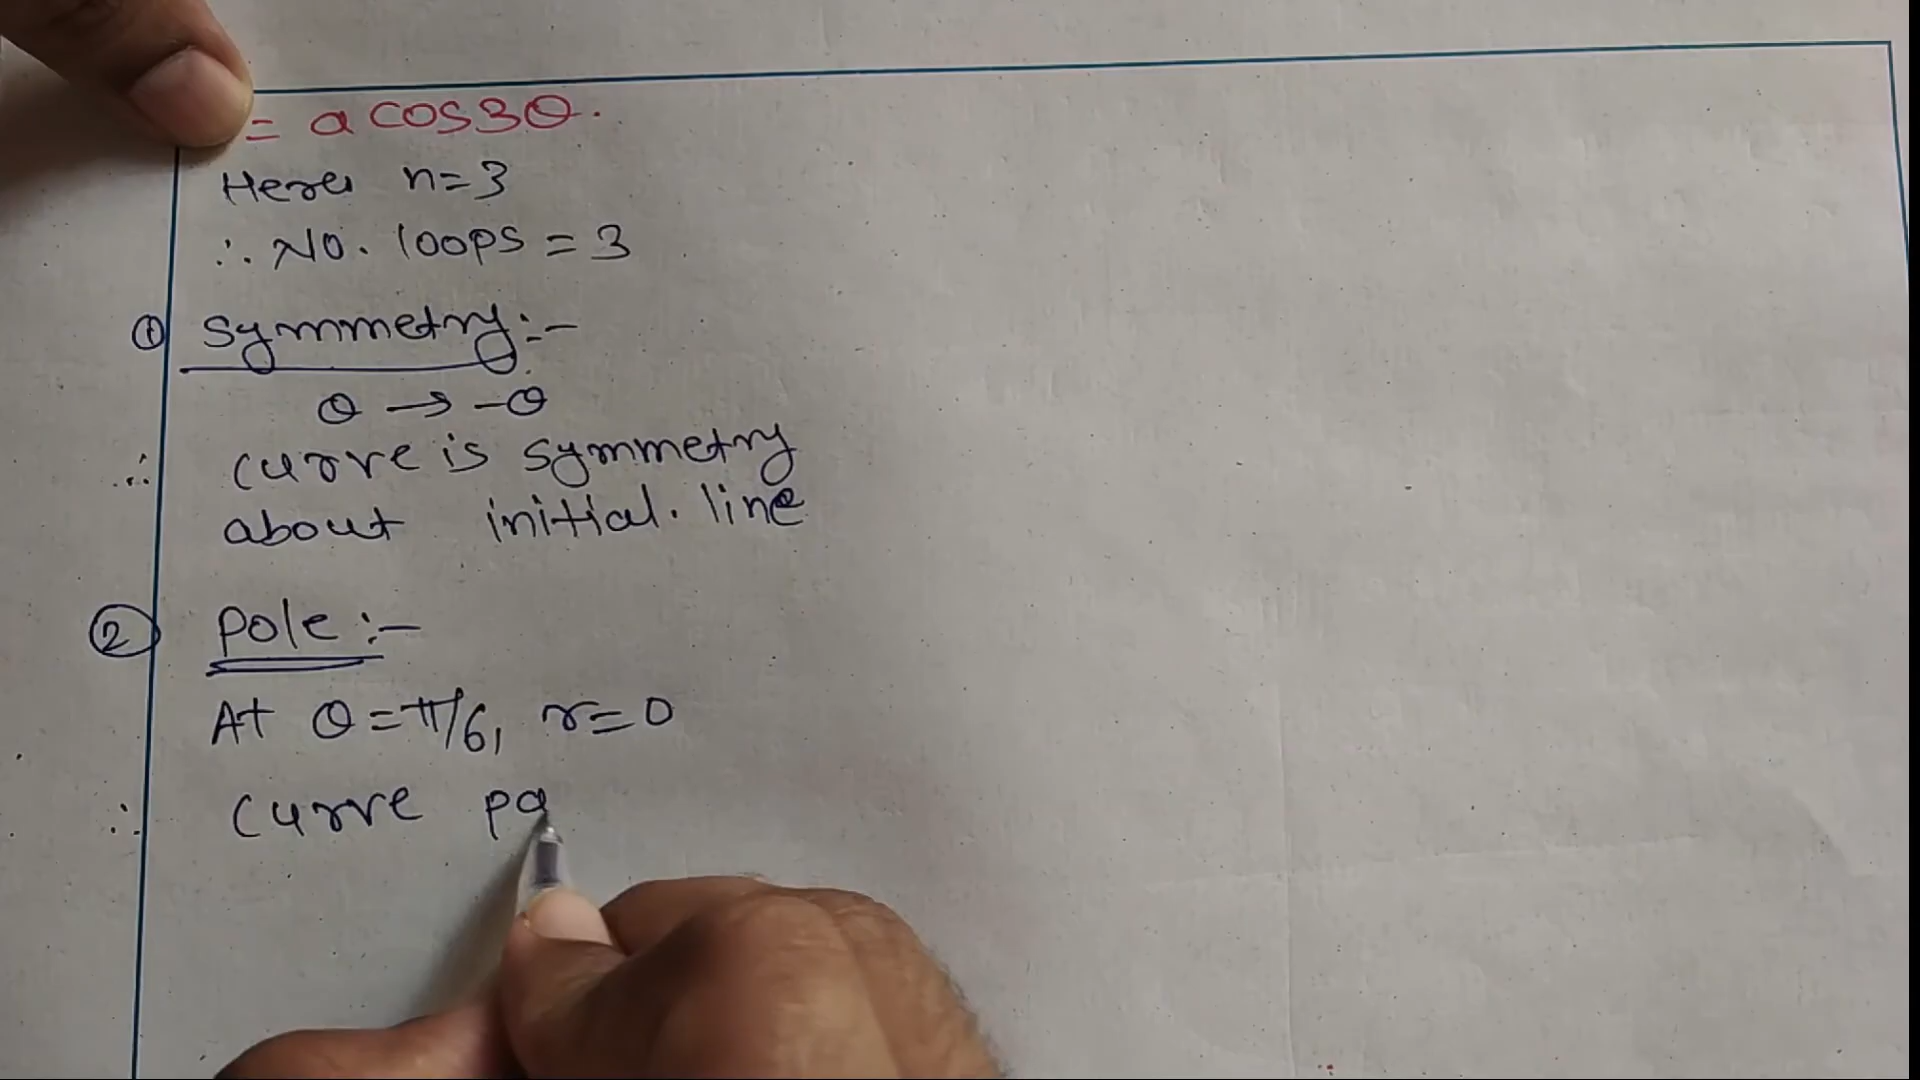 = a cos3θ.
Here n=3
∴ No. loops = 3
① Symmetry:-
θ → -θ
∴ curve is symmetry
about initial. line
② Pole:-
At θ=π/6, r=0
∴ curve pa